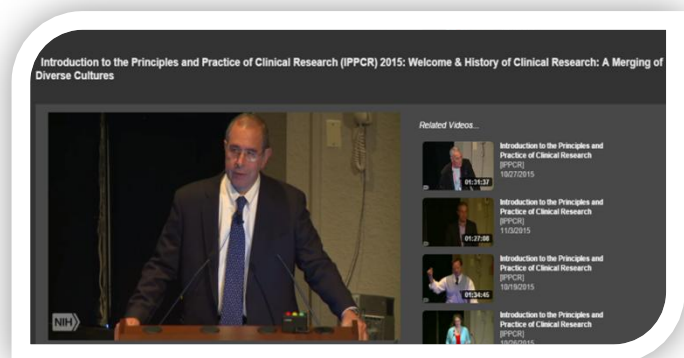 Introduction to the Principles and Practice of Clinical Research (IPPCR) 2015: Welcome & History of Clinical Research: A Merging of
Diverse Cultures
NIH
Related Videos...
01:31:37
Introduction to the Principles and
Practice of Clinical Research
[IPPCR]
10/27/2015
01:27:08
Introduction to the Principles and
Practice of Clinical Research
[IPPCR]
11/3/2015
01:34:45
Introduction to the Principles and
Practice of Clinical Research
[IPPCR]
10/19/2015
Introduction to the Principles and
Practice of Clinical Research
[IPPCR]
10/26/2015